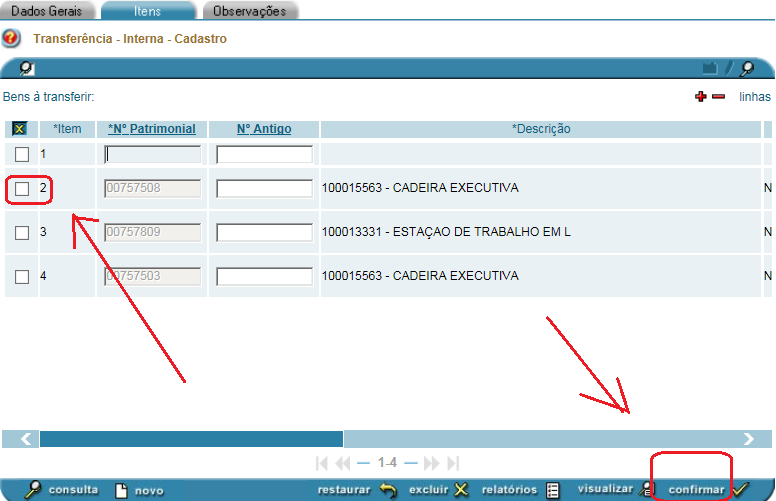 Dados Gerais Itens Observações
Transferência - Interna - Cadastro
Bens à transferir: linhas
*Item *Nº Patrimonial Nº Antigo *Descrição
1
2 00757508 100015563 - CADEIRA EXECUTIVA N
3 00757809 100013331 - ESTAÇAO DE TRABALHO EM L N
4 00757503 100015563 - CADEIRA EXECUTIVA N
1-4
consulta novo restaurar excluir relatórios visualizar confirmar